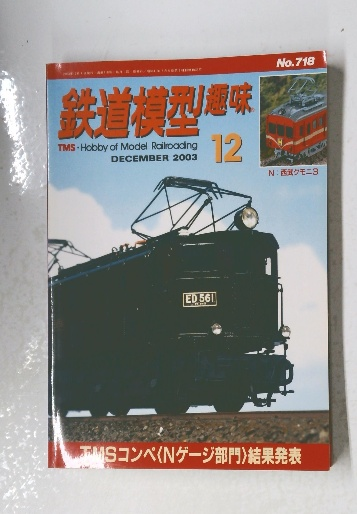 No.718
鉄道模型趣味
TMS・Hobby of Model Railroading
DECEMBER 2003
12
N：西武クモニ3
ED561
TMSコンペ〈Nゲージ部門〉結果発表